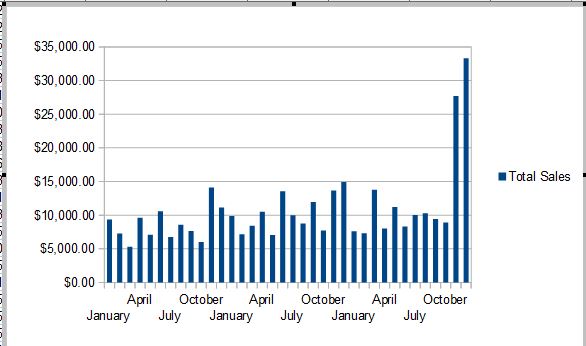 $35,000.00
$30,000.00
$25,000.00
$20,000.00
$15,000.00
$10,000.00
$5,000.00
$0.00
Total Sales
April October April October April October
January July January July January July